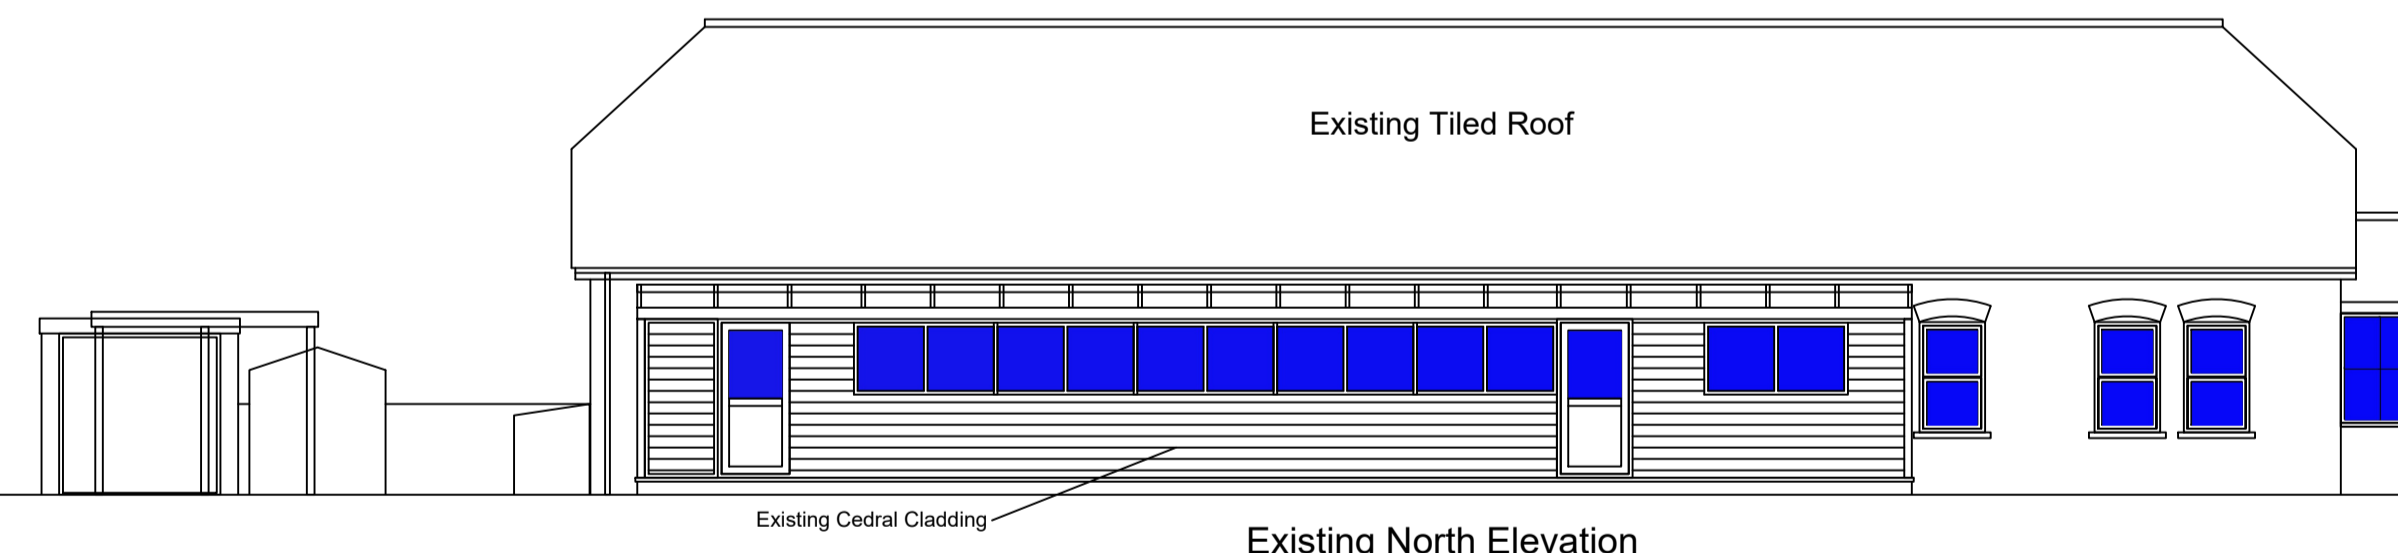 Existing Tiled Roof
Existing Cedral Cladding
Existing North Elevation